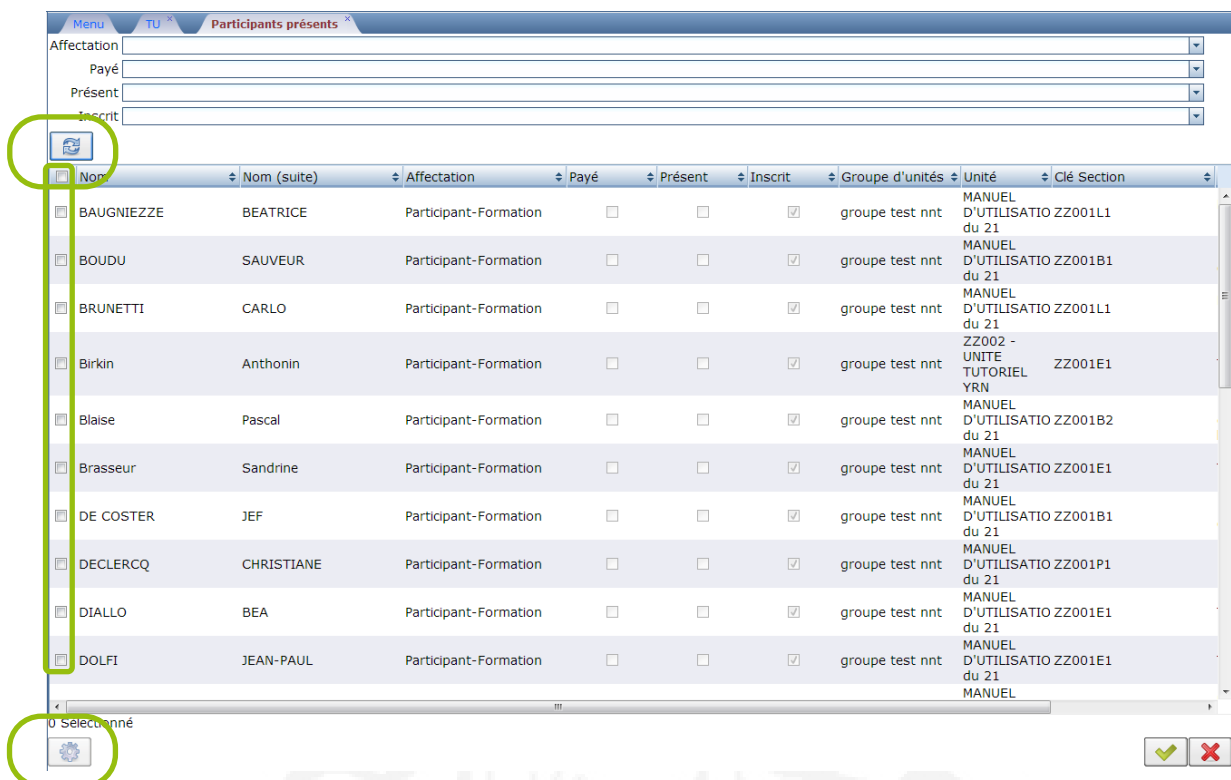 Menu TU × Participants présents ×
Affectation
Payé
Présent
Inscrit
Nom Nom (suite) Affectation Payé Présent Inscrit Groupe d'unités Unité Clé Section
BAUGNIEZZE BEATRICE Participant-Formation groupe test nnt MANUEL D'UTILISATIO du 21 ZZ001L1
BOUDU SAUVEUR Participant-Formation groupe test nnt MANUEL D'UTILISATIO du 21 ZZ001B1
BRUNETTI CARLO Participant-Formation groupe test nnt MANUEL D'UTILISATIO du 21 ZZ001L1
Birkin Anthonin Participant-Formation groupe test nnt ZZ002 - UNITE TUTORIEL YRN ZZ001E1
Blaise Pascal Participant-Formation groupe test nnt MANUEL D'UTILISATIO du 21 ZZ001B2
Brasseur Sandrine Participant-Formation groupe test nnt MANUEL D'UTILISATIO du 21 ZZ001E1
DE COSTER JEF Participant-Formation groupe test nnt MANUEL D'UTILISATIO du 21 ZZ001B1
DECLERCQ CHRISTIANE Participant-Formation groupe test nnt MANUEL D'UTILISATIO du 21 ZZ001P1
DIALLO BEA Participant-Formation groupe test nnt MANUEL D'UTILISATIO du 21 ZZ001E1
DOLFI JEAN-PAUL Participant-Formation groupe test nnt MANUEL D'UTILISATIO du 21 ZZ001E1
MANUEL
0 Sélectionné